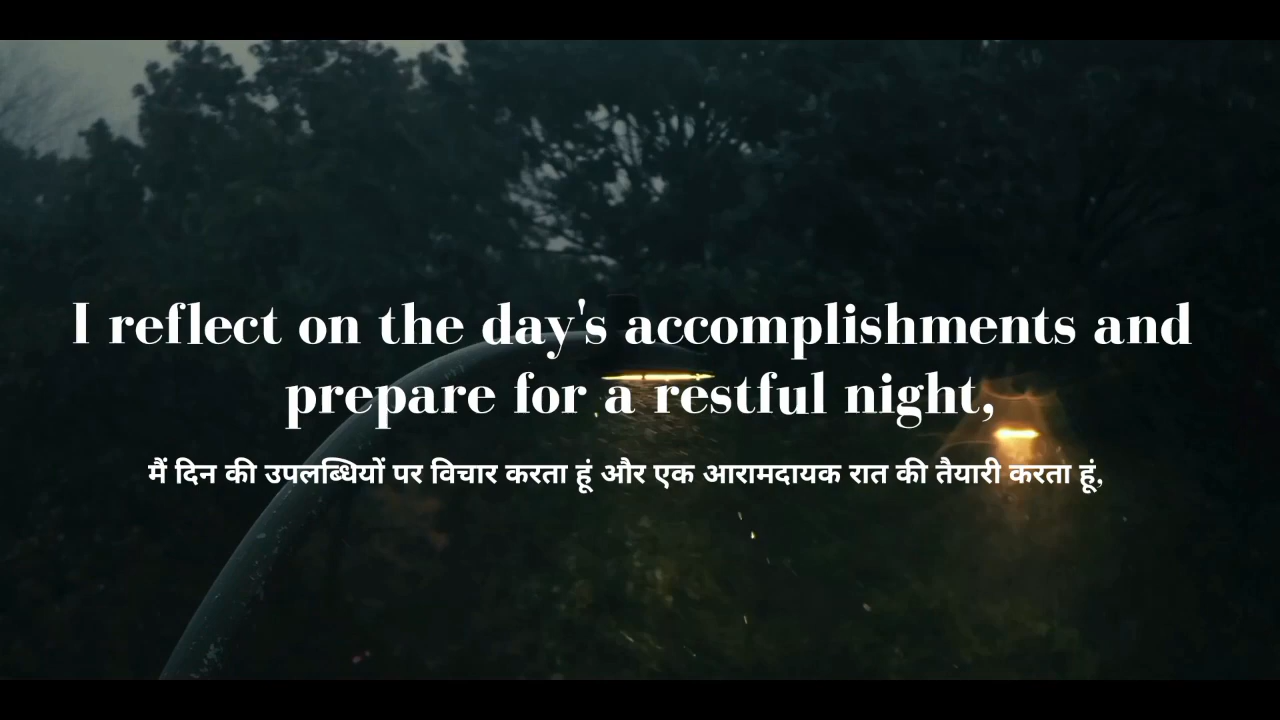 I reflect on the day's accomplishments and
prepare for a restful night,
मैं दिन की उपलब्धियों पर विचार करता हूं और एक आरामदायक रात की तैयारी करता हूं,